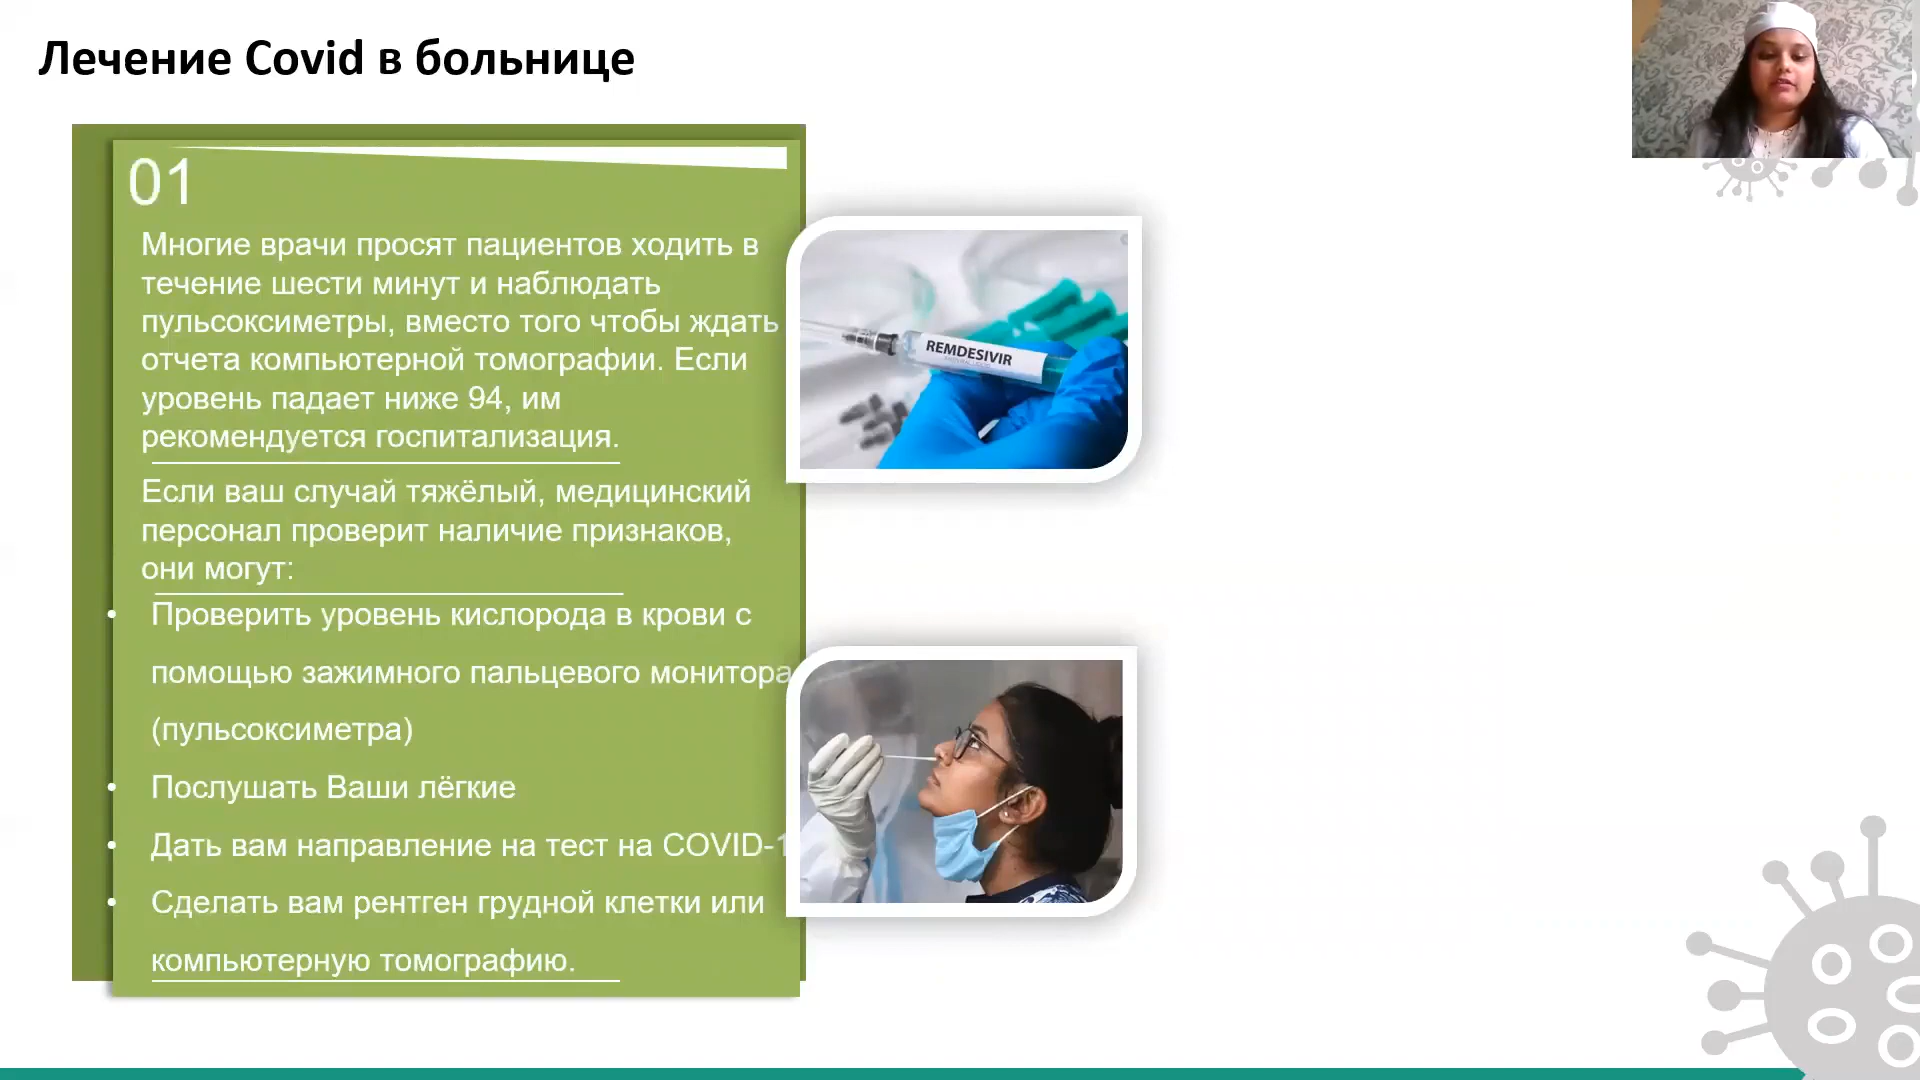 Лечение Covid в больнице
01
Многие врачи просят пациентов ходить в
течение шести минут и наблюдать
пульсоксиметры, вместо того чтобы ждать
отчета компьютерной томографии. Если
уровень падает ниже 94, им
рекомендуется госпитализация.
Если ваш случай тяжёлый, медицинский
персонал проверит наличие признаков,
они могут:
• Проверить уровень кислорода в крови с
помощью зажимного пальцевого монитора
(пульсоксиметра)
• Послушать Ваши лёгкие
• Дать вам направление на тест на COVID-1
• Сделать вам рентген грудной клетки или
компьютерную томографию.
REMDESIVIR